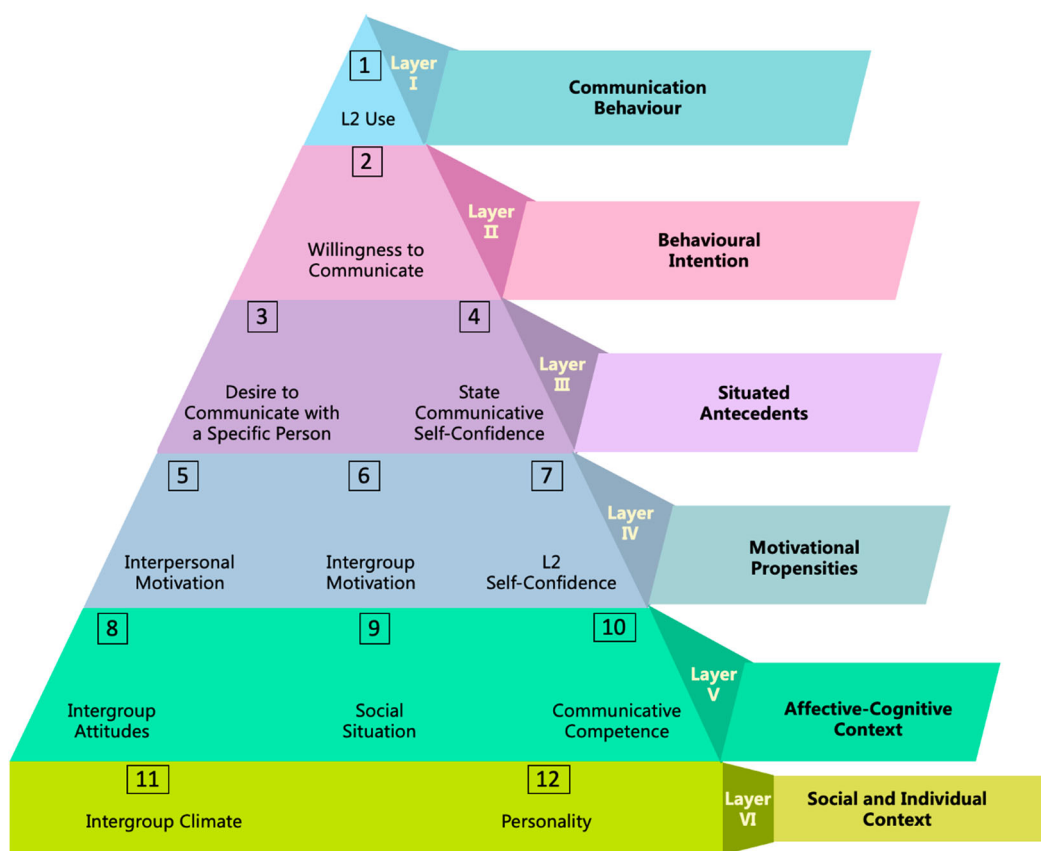 1
Layer
I
L2 Use
Communication
Behaviour
2
Willingness to
Communicate
Layer
II
Behavioural
Intention
3
4
Desire to
Communicate with
a Specific Person
State
Communicative
Self-Confidence
Layer
III
Situated
Antecedents
5
6
7
Interpersonal
Motivation
Intergroup
Motivation
L2
Self-Confidence
Layer
IV
Motivational
Propensities
8
9
10
Intergroup
Attitudes
Social
Situation
Communicative
Competence
Layer
V
Affective-Cognitive
Context
11
12
Intergroup Climate
Personality
Layer
VI
Social and Individual
Context